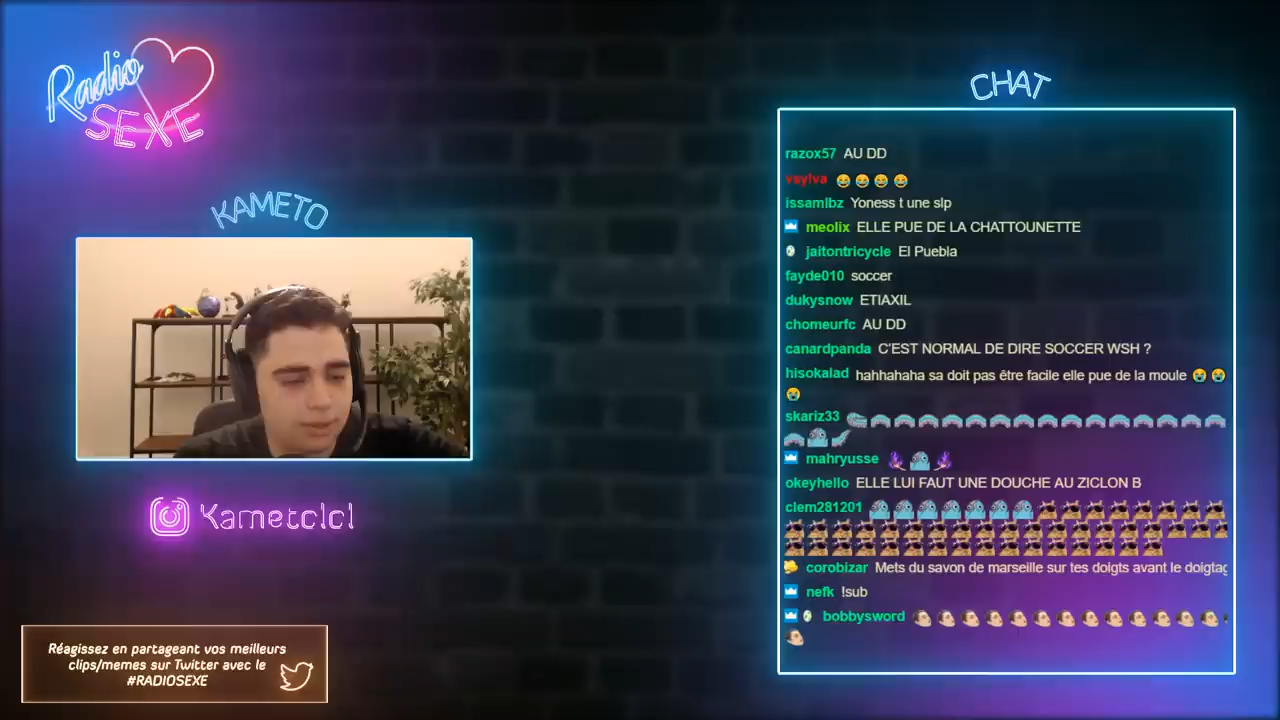 Radio
SEXE
KAMETO
Kametolol
Réagissez en partageant vos meilleurs
clips/memes sur Twitter avec le
#RADIOSEXE
CHAT
razox57 AU DD
vsylva 😂 😂 😂 😂
issamlbz Yoness t une slp
meolix ELLE PUE DE LA CHATTOUNETTE
jaitontricycle El Puebla
fayde010 soccer
dukysnow ETIAXIL
chomeurfc AU DD
canardpanda C'EST NORMAL DE DIRE SOCCER WSH ?
hisokalad hahhahaha sa doit pas être facile elle pue de la moule 😭 😭
😭
skariz33
mahryusse
okeyhello ELLE LUI FAUT UNE DOUCHE AU ZICLON B
clem281201
corobizar Mets du savon de marseille sur tes doigts avant le doigtag
nefk !sub
bobbysword